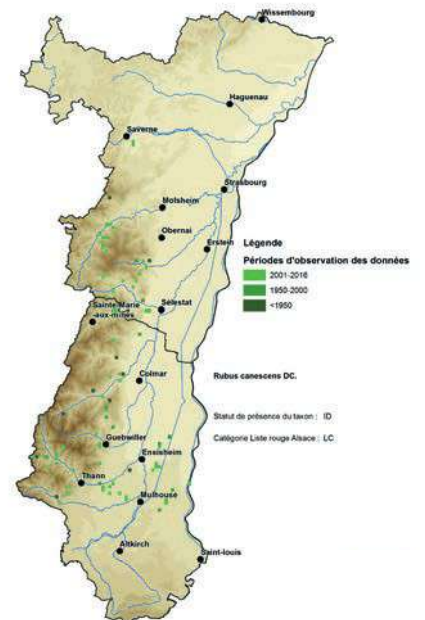 Wissembourg
Haguenau
Saverne
Strasbourg
Molsheim
Obernai
Erstein
Légende
Périodes d'observation des données
2001-2016
1950-2000
<1950
Sainte-Marie
-aux-mines
Sélestat
Colmar
Rubus canescens DC.
Statut de présence du taxon : ID
Guebwiller
Catégorie Liste rouge Alsace : LC
Ensisheim
Thann
Mulhouse
Altkirch
Saint-louis